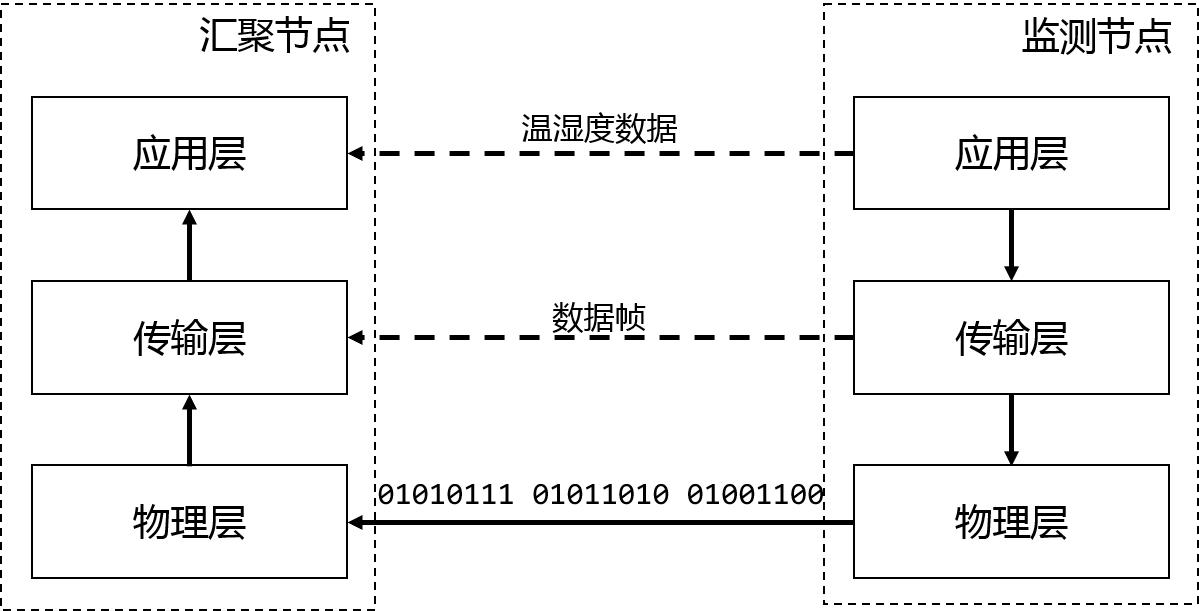 汇聚节点
监测节点
应用层
温湿度数据
应用层
传输层
数据帧
传输层
物理层
01010111 01011010 01001100
物理层